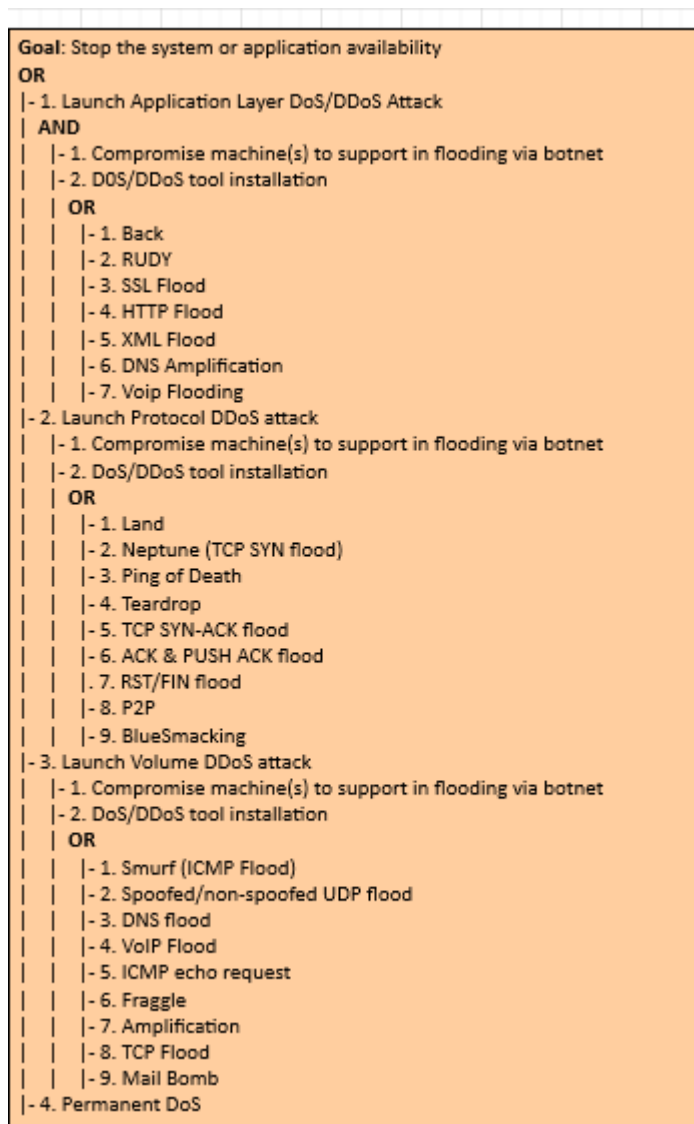 Goal: Stop the system or application availability
OR
|- 1. Launch Application Layer DoS/DDoS Attack
| AND
| |- 1. Compromise machine(s) to support in flooding via botnet
| |- 2. D0S/DDoS tool installation
| | OR
| | |- 1. Back
| | |- 2. RUDY
| | |- 3. SSL Flood
| | |- 4. HTTP Flood
| | |- 5. XML Flood
| | |- 6. DNS Amplification
| | |- 7. Voip Flooding
|- 2. Launch Protocol DDoS attack
| |- 1. Compromise machine(s) to support in flooding via botnet
| |- 2. DoS/DDoS tool installation
| | OR
| | |- 1. Land
| | |- 2. Neptune (TCP SYN flood)
| | |- 3. Ping of Death
| | |- 4. Teardrop
| | |- 5. TCP SYN-ACK flood
| | |- 6. ACK & PUSH ACK flood
| | |. 7. RST/FIN flood
| | |- 8. P2P
| | |- 9. BlueSmacking
|- 3. Launch Volume DDoS attack
| |- 1. Compromise machine(s) to support in flooding via botnet
| |- 2. DoS/DDoS tool installation
| | OR
| | |- 1. Smurf (ICMP Flood)
| | |- 2. Spoofed/non-spoofed UDP flood
| | |- 3. DNS flood
| | |- 4. VoIP Flood
| | |- 5. ICMP echo request
| | |- 6. Fraggle
| | |- 7. Amplification
| | |- 8. TCP Flood
| | |- 9. Mail Bomb
|- 4. Permanent DoS